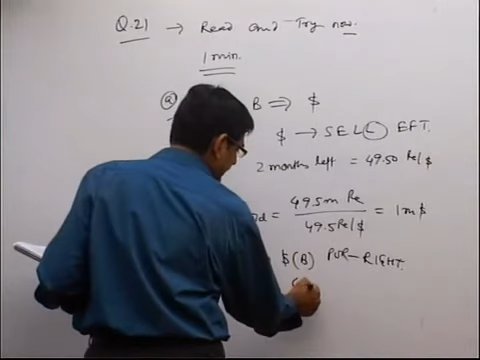 Q.21 → Read and Try now.
1 min.
(a) B ⇒ $
$ → SELL EFT.
2 months left = 49.50 Re/$
= 49.5m Re / 49.5 Re/$ = 1m$
$(B) PUR-RIGHT.